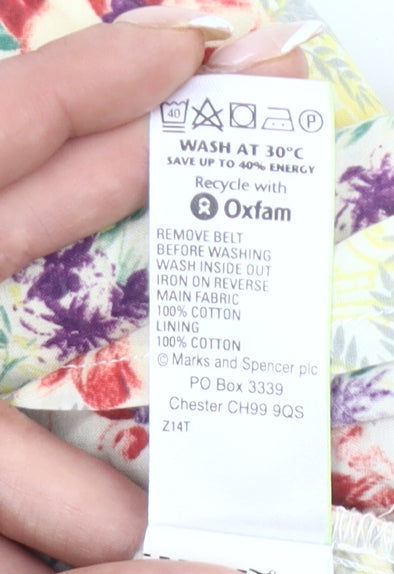 40 P
WASH AT 30°C
SAVE UP TO 40% ENERGY
Recycle with
Oxfam
REMOVE BELT
BEFORE WASHING
WASH INSIDE OUT
IRON ON REVERSE
MAIN FABRIC
100% COTTON
LINING
100% COTTON
© Marks and Spencer plc
PO Box 3339
Chester CH99 9QS
Z14T